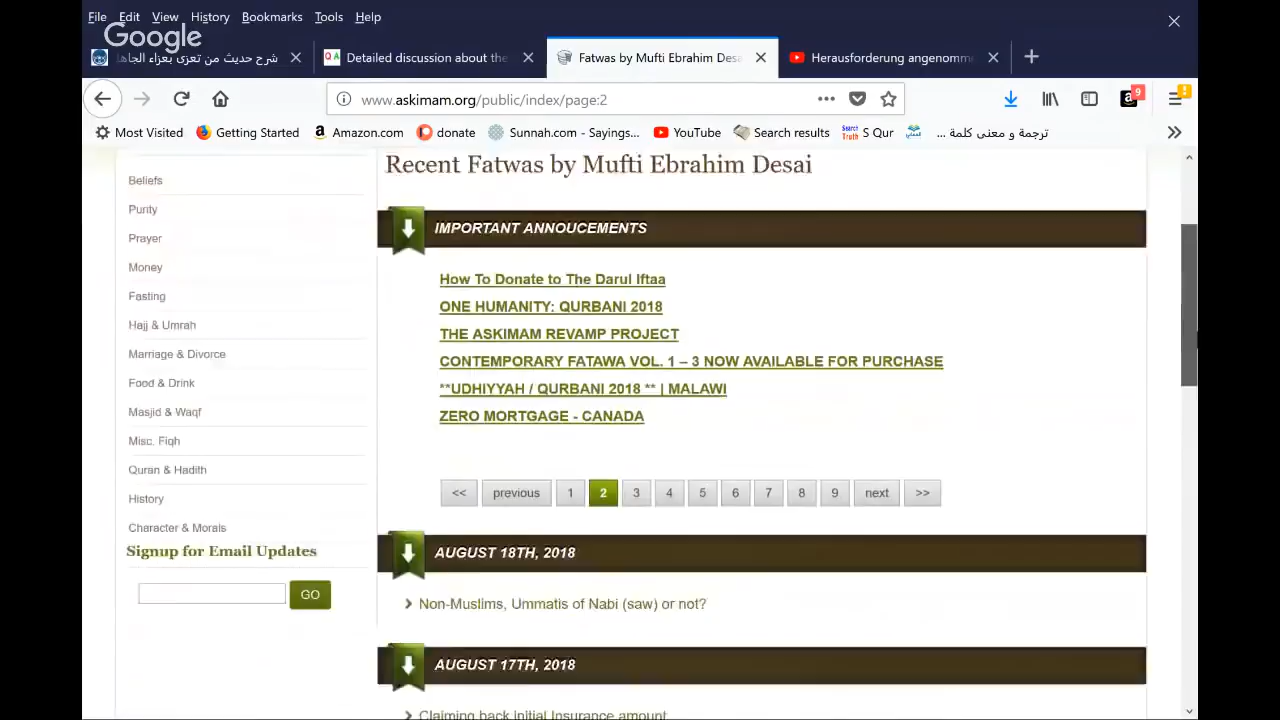 File Edit View History Bookmarks Tools Help
Google
شرح حديث من تعزى بعزاء الجاها
Detailed discussion about the
Fatwas by Mufti Ebrahim Desa
Herausforderung angenomm
www.askimam.org/public/index/page:2
9
Most Visited Getting Started Amazon.com donate Sunnah.com - Sayings... YouTube Search results Search Truth S Qur ترجمة و معنى كلمة ...
Recent Fatwas by Mufti Ebrahim Desai
Beliefs
Purity
Prayer
Money
Fasting
Hajj & Umrah
Marriage & Divorce
Food & Drink
Masjid & Waqf
Misc. Fiqh
Quran & Hadith
History
Character & Morals
Signup for Email Updates
GO
IMPORTANT ANNOUCEMENTS
How To Donate to The Darul Iftaa
ONE HUMANITY: QURBANI 2018
THE ASKIMAM REVAMP PROJECT
CONTEMPORARY FATAWA VOL. 1 – 3 NOW AVAILABLE FOR PURCHASE
**UDHIYYAH / QURBANI 2018 ** | MALAWI
ZERO MORTGAGE - CANADA
<< previous 1 2 3 4 5 6 7 8 9 next >>
AUGUST 18TH, 2018
Non-Muslims, Ummatis of Nabi (saw) or not?
AUGUST 17TH, 2018
Claiming back Initial Insurance amount